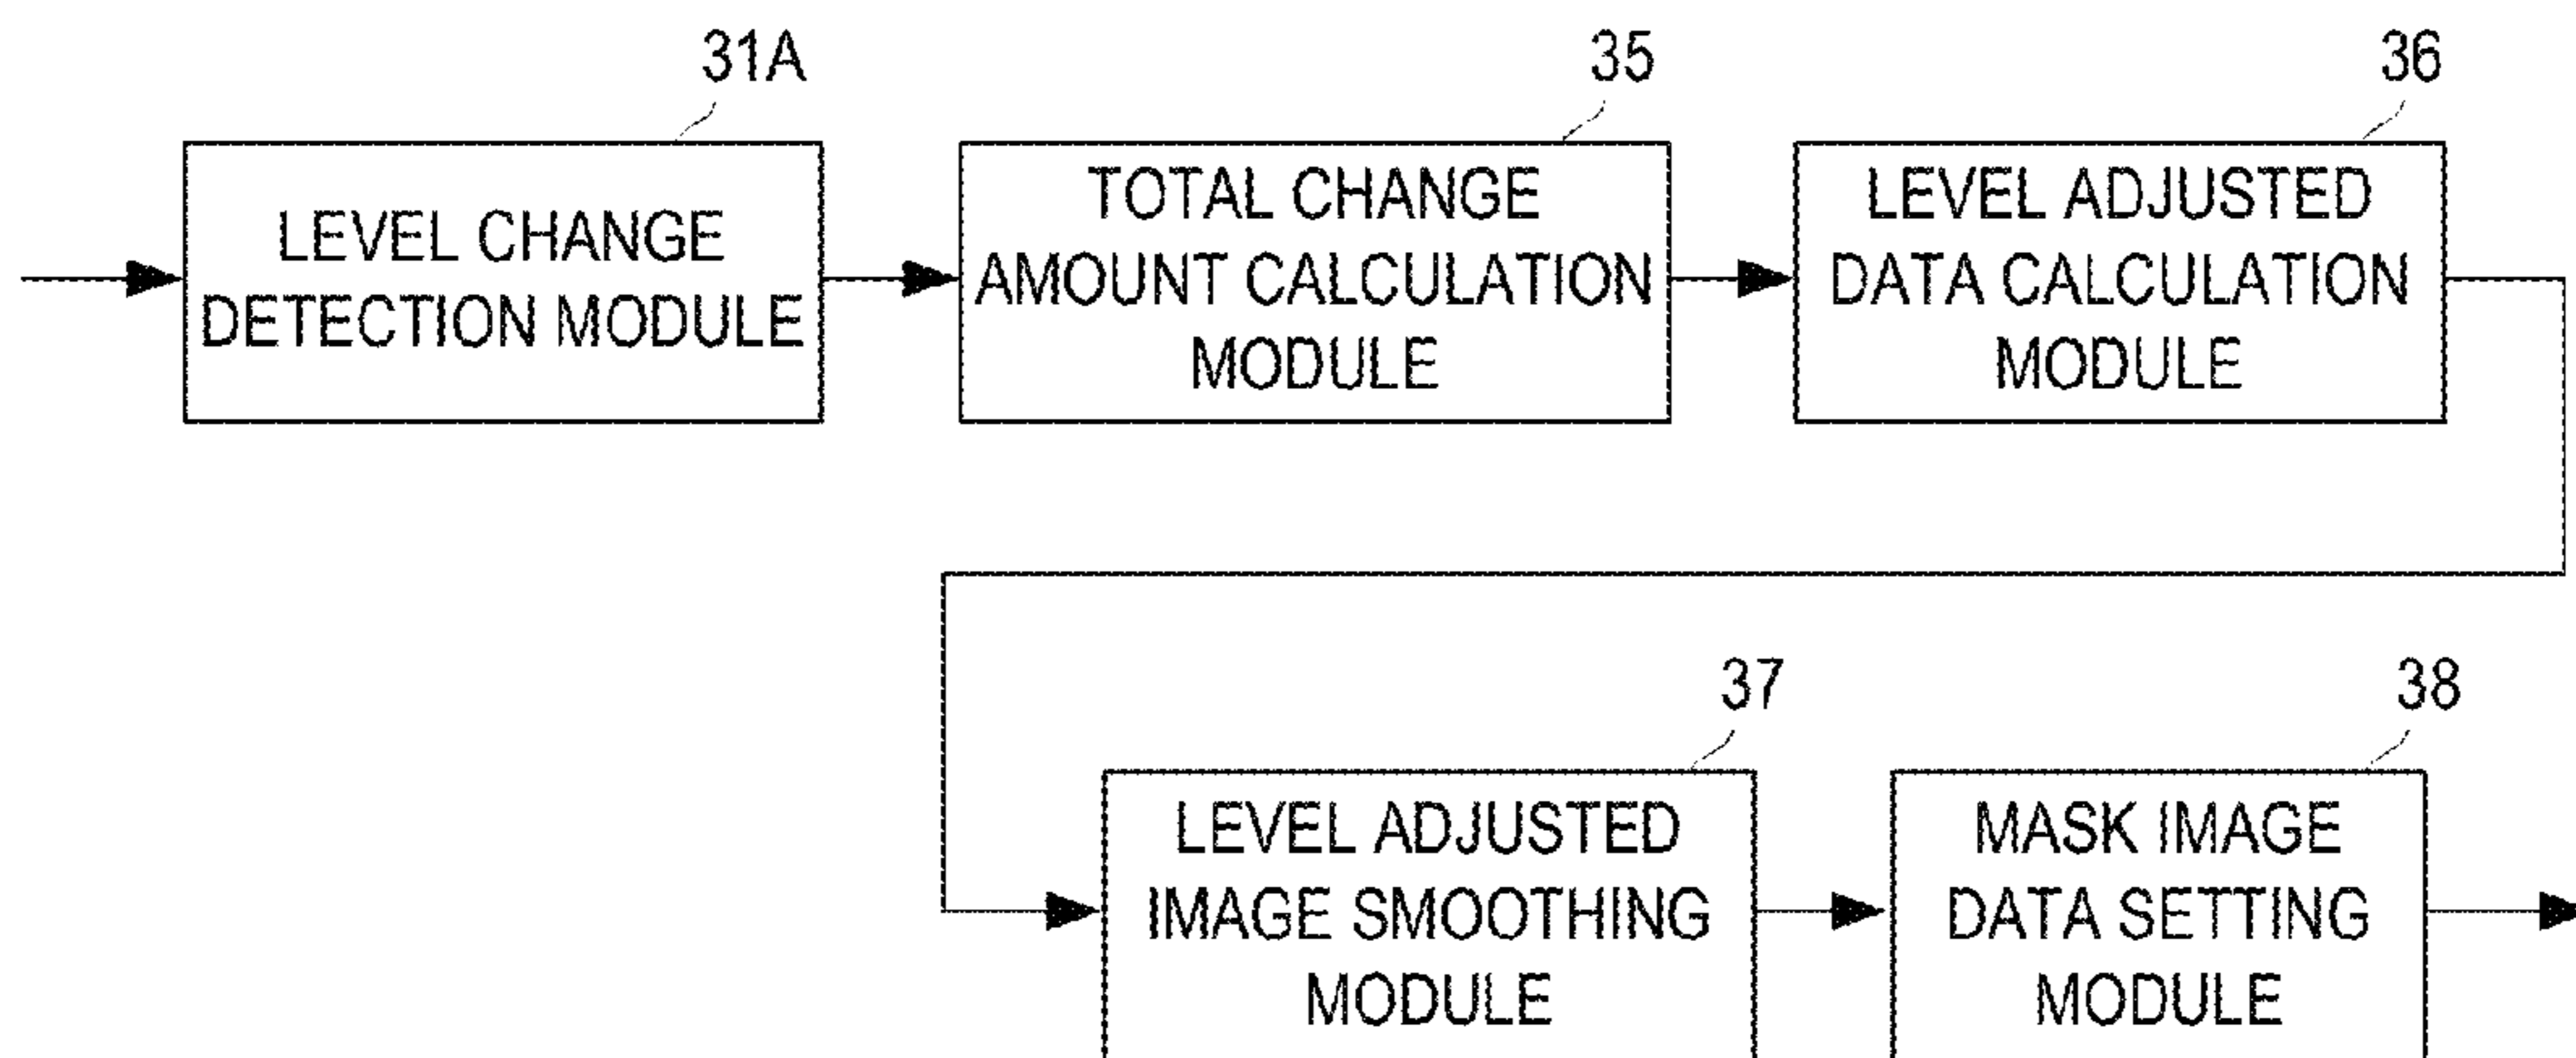 31A
35
36
LEVEL CHANGE
DETECTION MODULE
TOTAL CHANGE
AMOUNT CALCULATION
MODULE
LEVEL ADJUSTED
DATA CALCULATION
MODULE
37
38
LEVEL ADJUSTED
IMAGE SMOOTHING
MODULE
MASK IMAGE
DATA SETTING
MODULE